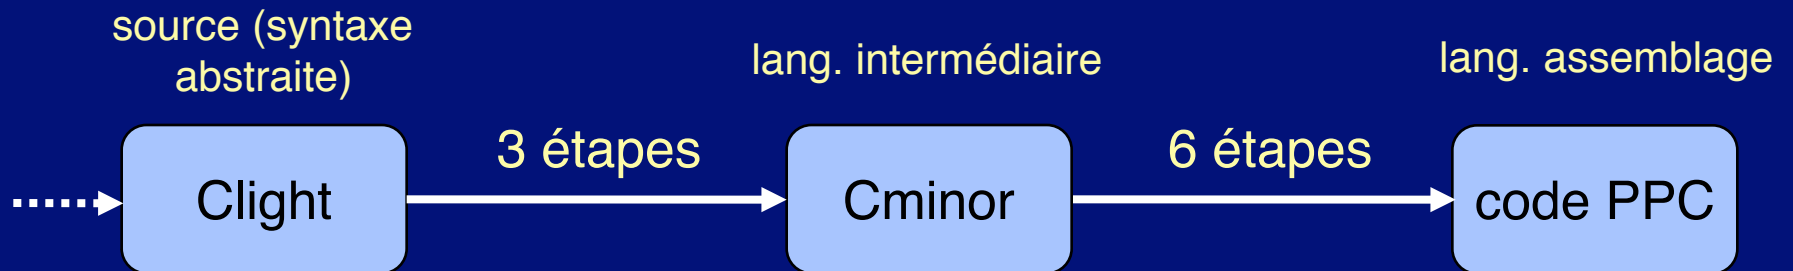 source (syntaxe
abstraite)
lang. intermédiaire
lang. assemblage
3 étapes
6 étapes
Clight
Cminor
code PPC